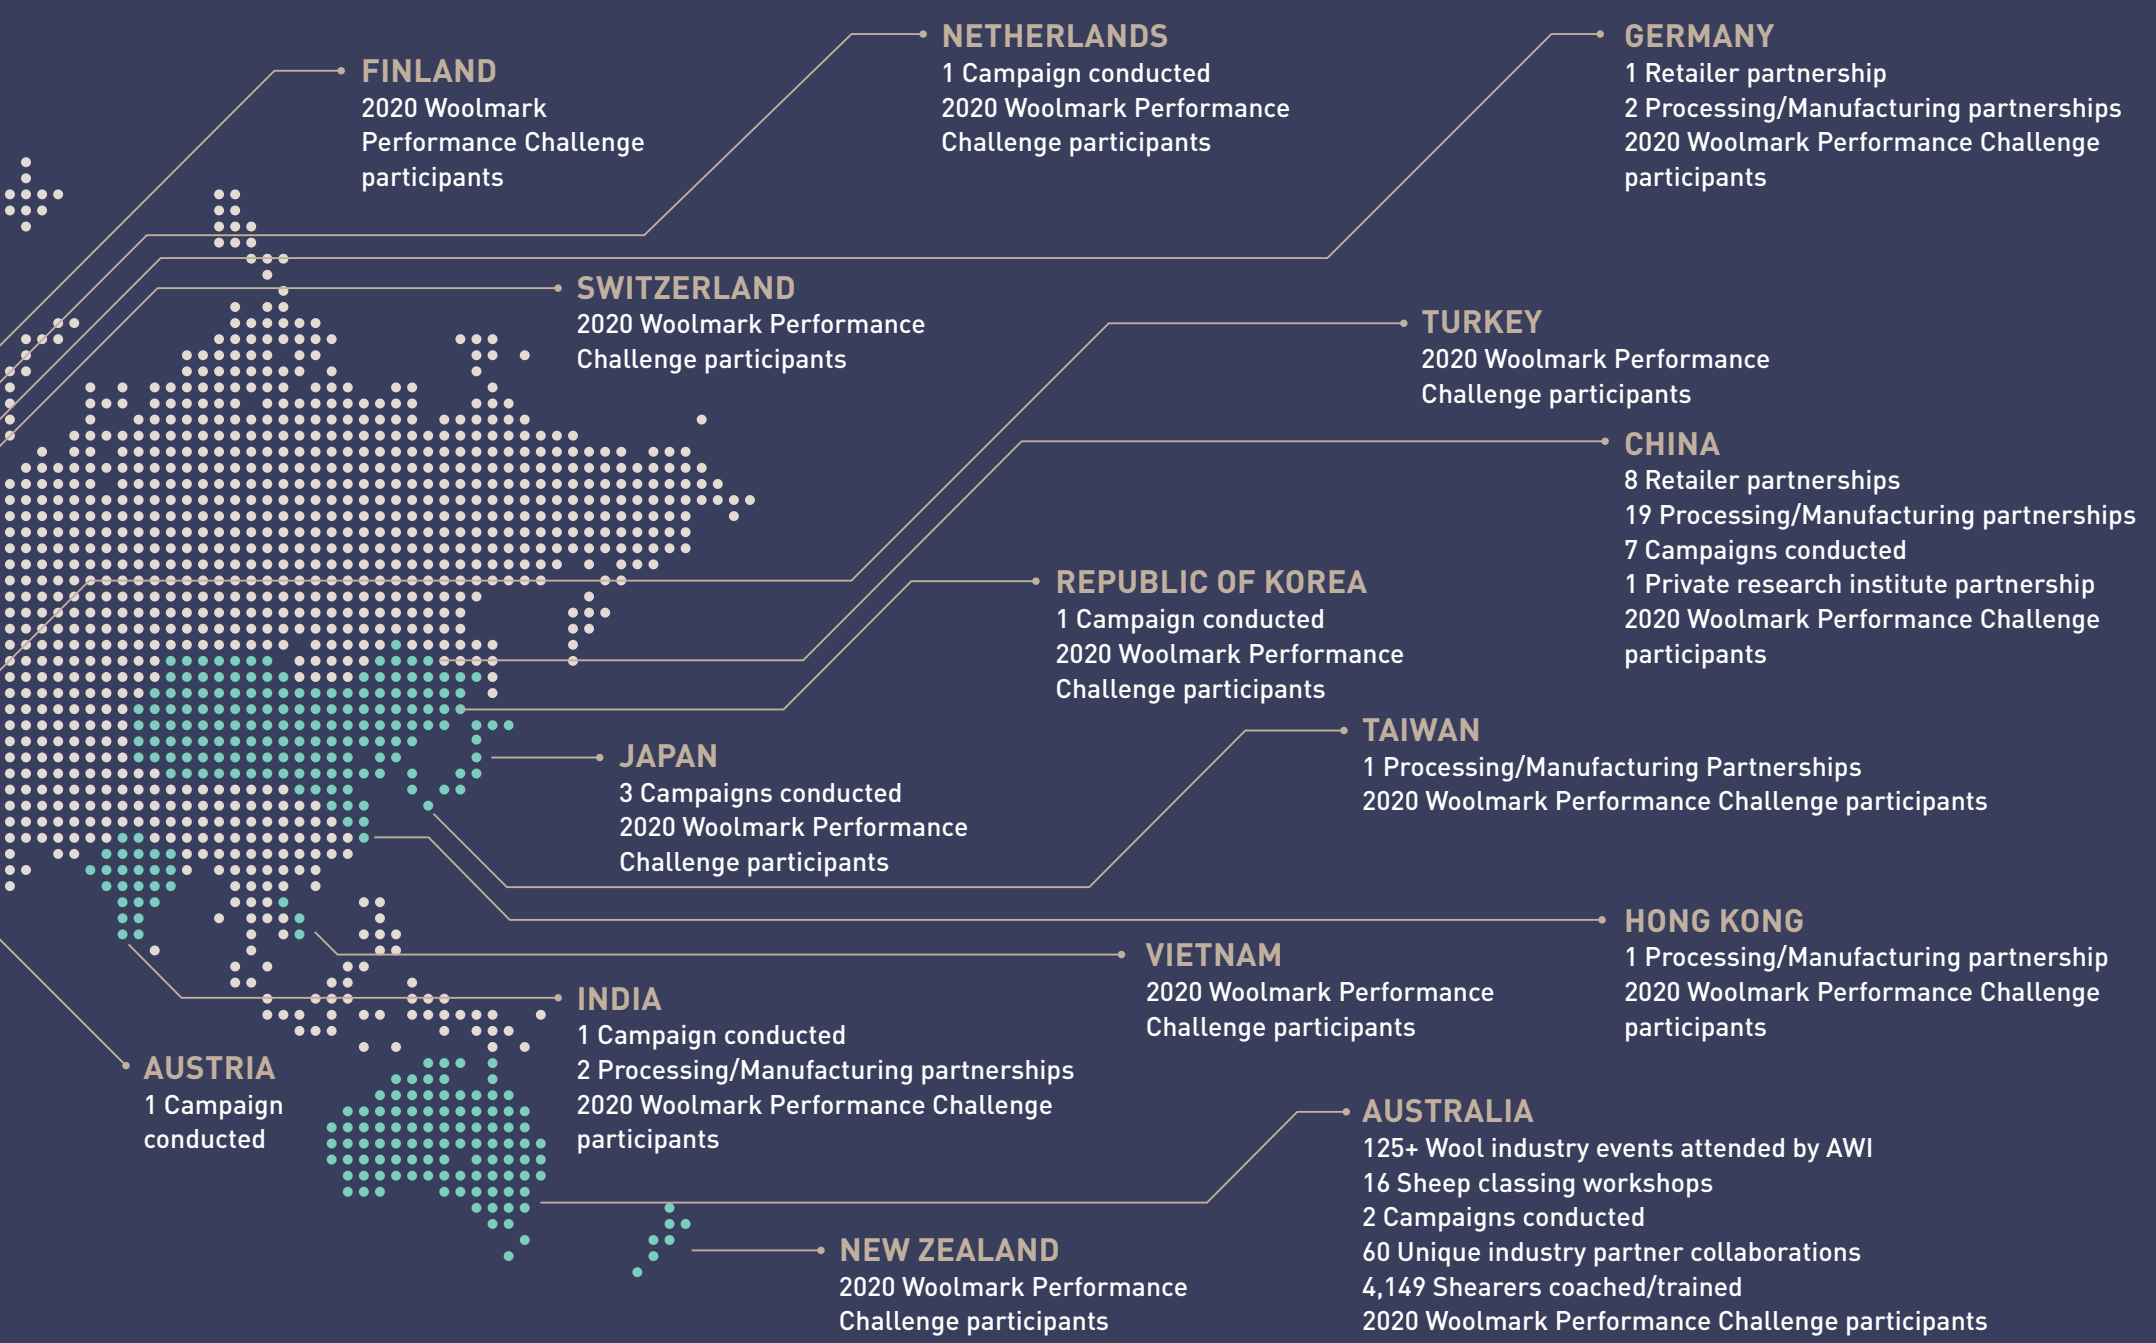 FINLAND
2020 Woolmark
Performance Challenge
participants
NETHERLANDS
1 Campaign conducted
2020 Woolmark Performance
Challenge participants
GERMANY
1 Retailer partnership
2 Processing/Manufacturing partnerships
2020 Woolmark Performance Challenge
participants
SWITZERLAND
2020 Woolmark Performance
Challenge participants
TURKEY
2020 Woolmark Performance
Challenge participants
CHINA
8 Retailer partnerships
19 Processing/Manufacturing partnerships
7 Campaigns conducted
1 Private research institute partnership
2020 Woolmark Performance Challenge
participants
REPUBLIC OF KOREA
1 Campaign conducted
2020 Woolmark Performance
Challenge participants
JAPAN
3 Campaigns conducted
2020 Woolmark Performance
Challenge participants
TAIWAN
1 Processing/Manufacturing Partnerships
2020 Woolmark Performance Challenge participants
HONG KONG
1 Processing/Manufacturing partnership
2020 Woolmark Performance Challenge
participants
VIETNAM
2020 Woolmark Performance
Challenge participants
INDIA
1 Campaign conducted
2 Processing/Manufacturing partnerships
2020 Woolmark Performance Challenge
participants
AUSTRIA
1 Campaign
conducted
AUSTRALIA
125+ Wool industry events attended by AWI
16 Sheep classing workshops
2 Campaigns conducted
60 Unique industry partner collaborations
4,149 Shearers coached/trained
2020 Woolmark Performance Challenge participants
NEW ZEALAND
2020 Woolmark Performance
Challenge participants